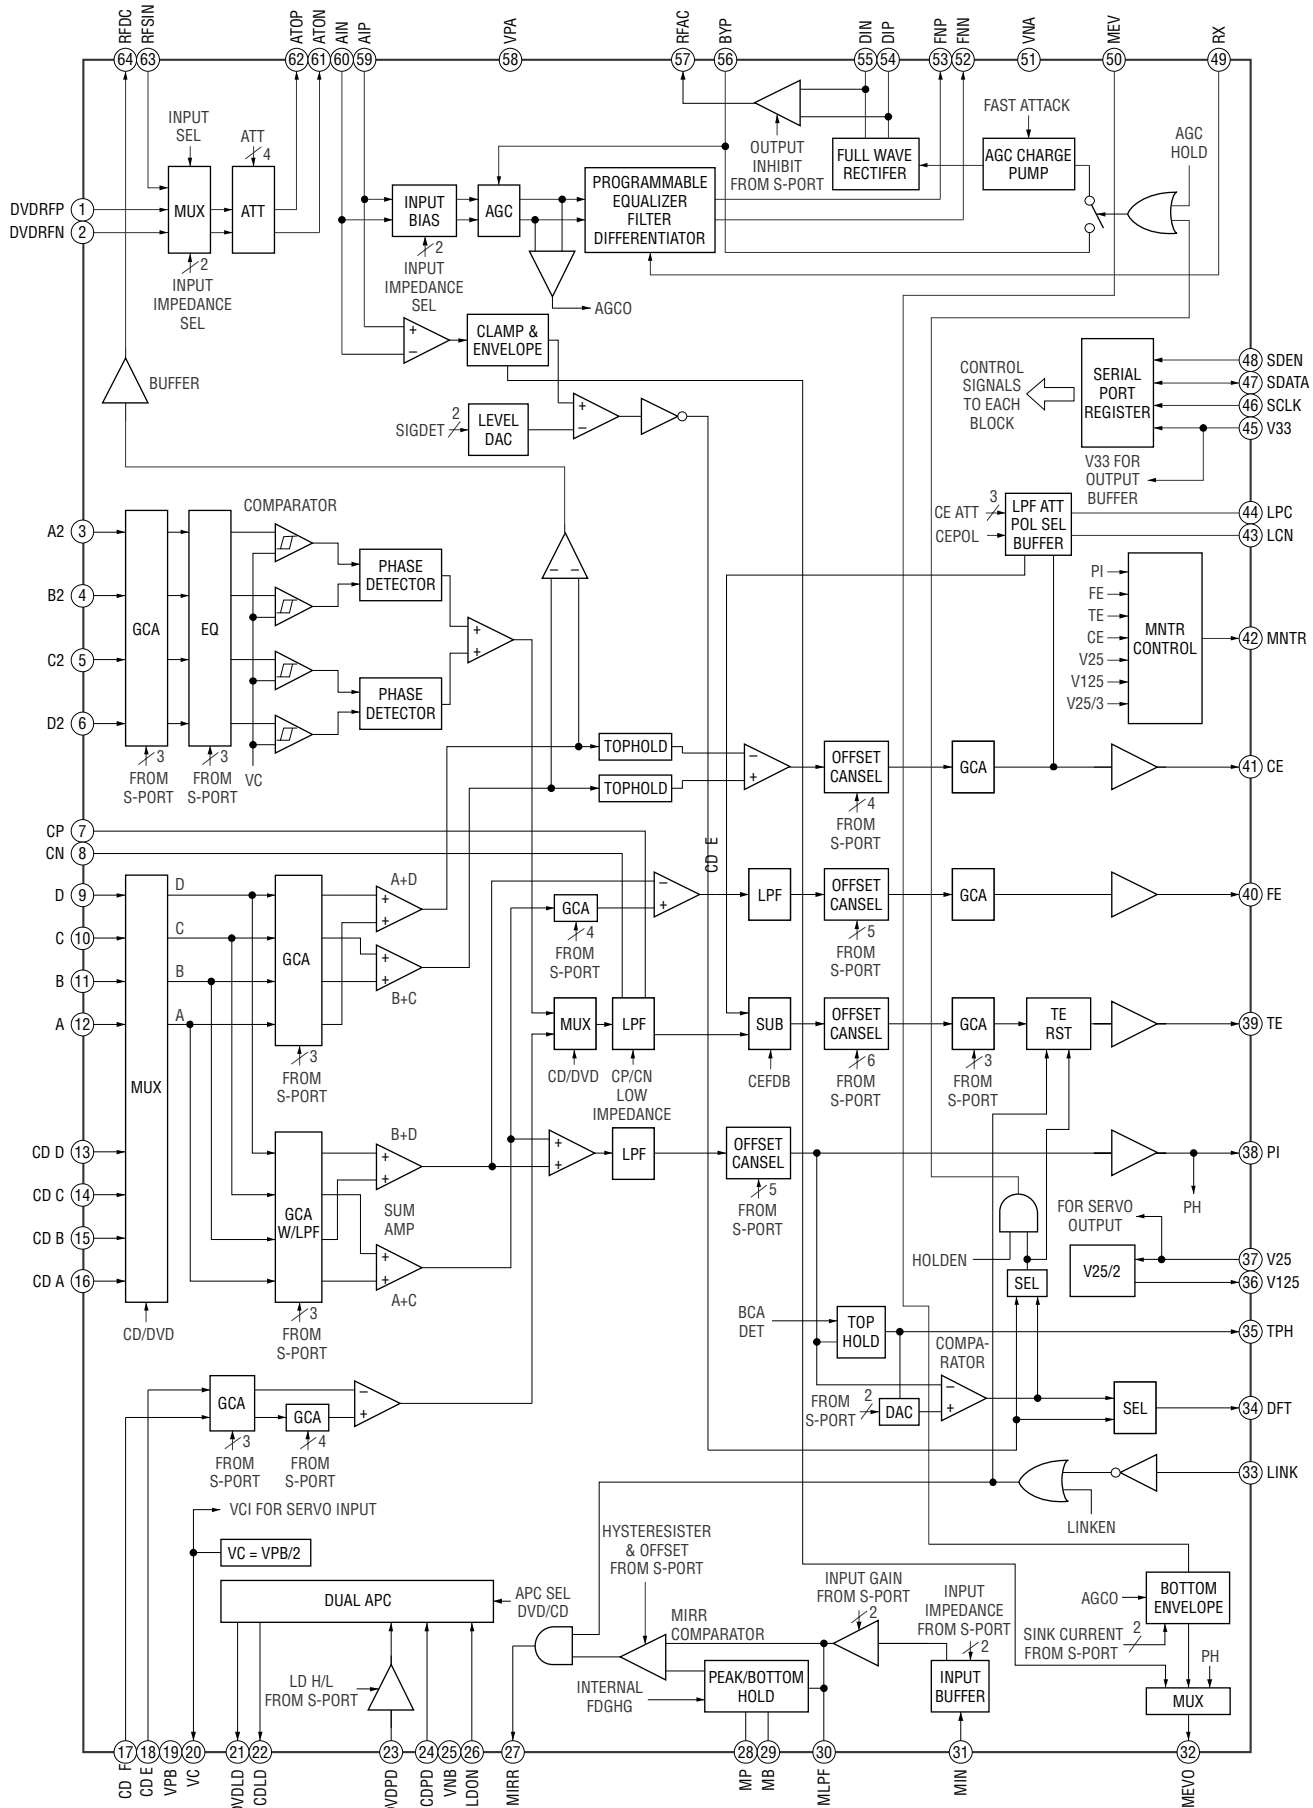 RFDC
RFSIN
ATOP
ATON
AIN
AIP
VPA
RFAC
BYP
DIN
DIP
FNP
FNN
VNA
MEV
RX
64
63
62
61
60
59
58
57
56
55
54
53
52
51
50
49
INPUT
SEL
ATT
4
MUX
ATT
DVDRFP
1
DVDRFN
2
2
INPUT
IMPEDANCE
SEL
INPUT
BIAS
AGC
PROGRAMMABLE
EQUALIZER
FILTER
DIFFERENTIATOR
2
INPUT
IMPEDANCE
SEL
AGCO
OUTPUT
INHIBIT
FROM S-PORT
FULL WAVE
RECTIFER
FAST ATTACK
AGC CHARGE
PUMP
AGC
HOLD
+
−
CLAMP &
ENVELOPE
BUFFER
SIGDET
2
LEVEL
DAC
+
−
CONTROL
SIGNALS
TO EACH
BLOCK
SERIAL
PORT
REGISTER
48 SDEN
47 SDATA
46 SCLK
45 V33
V33 FOR
OUTPUT
BUFFER
CE ATT
3
CEPOL
LPF ATT
POL SEL
BUFFER
44 LPC
43 LCN
PI
FE
TE
CE
V25
V125
V25/3
MNTR
CONTROL
42 MNTR
COMPARATOR
A2 3
B2 4
C2 5
D2 6
GCA
EQ
PHASE
DETECTOR
PHASE
DETECTOR
+
+
− −
3
FROM
S-PORT
3
FROM
S-PORT
VC
TOPHOLD
TOPHOLD
−
+
OFFSET
CANSEL
4
FROM
S-PORT
GCA
41 CE
CP 7
CN 8
CD E
D 9
C 10
B 11
A 12
D
C
B
A
MUX
GCA
3
FROM
S-PORT
A+D
+
+
+
+
B+C
GCA
4
FROM
S-PORT
−
+
LPF
OFFSET
CANSEL
5
FROM
S-PORT
GCA
40 FE
MUX
CD/DVD
LPF
CP/CN
LOW
IMPEDANCE
SUB
CEFDB
OFFSET
CANSEL
6
FROM
S-PORT
GCA
3
FROM
S-PORT
TE
RST
39 TE
CD D 13
CD C 14
CD B 15
CD A 16
CD/DVD
GCA
W/LPF
3
FROM
S-PORT
B+D
+
+
SUM
AMP
+
+
A+C
+
+
LPF
OFFSET
CANSEL
5
FROM
S-PORT
38 PI
PH
HOLDEN
SEL
FOR SERVO
OUTPUT
V25/2
37 V25
36 V125
BCA
DET
TOP
HOLD
35 TPH
COMPA-
RATOR
FROM
S-PORT
2
DAC
−
+
SEL
34 DFT
GCA
3
FROM
S-PORT
GCA
4
FROM
S-PORT
−
+
33 LINK
LINKEN
VCI FOR SERVO INPUT
VC = VPB/2
DUAL APC
APC SEL
DVD/CD
LD H/L
FROM S-PORT
HYSTERESISTER
& OFFSET
FROM S-PORT
MIRR
COMPARATOR
INTERNAL
FDGHG
PEAK/BOTTOM
HOLD
INPUT GAIN
FROM S-PORT
2
INPUT
IMPEDANCE
FROM S-PORT
2
INPUT
BUFFER
AGCO
BOTTOM
ENVELOPE
SINK CURRENT
FROM S-PORT
2
PH
MUX
17
18
19
20
21
22
23
24
25
26
27
28
29
30
31
32
CD F
CD E
VPB
VC
DVDLD
CDLD
DVDPD
CDPD
VNB
LDON
MIRR
MP
MB
MLPF
MIN
MEVO